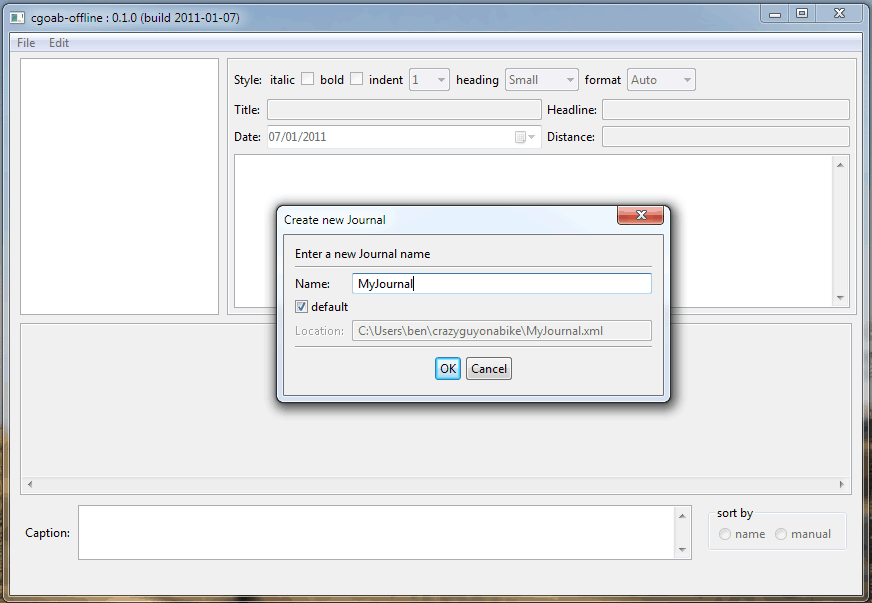 cgoab-offline : 0.1.0 (build 2011-01-07)
File Edit
Style: italic bold indent 1 heading Small format Auto
Title: Headline:
Date: 07/01/2011 Distance:
Create new Journal
Enter a new Journal name
Name: MyJournal
default
Location: C:\Users\ben\crazyguyonabike\MyJournal.xml
OK Cancel
Caption:
sort by
name manual